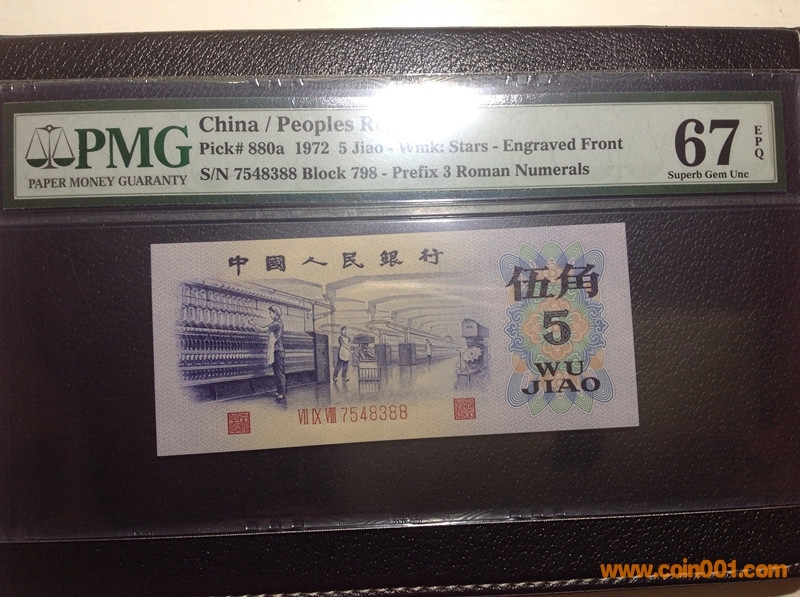 PMG
PAPER MONEY GUARANTY
China / Peoples
Pick# 880a 1972 5 Jiao - Wmk: Stars - Engraved Front
S/N 7548388 Block 798 - Prefix 3 Roman Numerals
67
EPQ
Superb Gem Unc
中國人民銀行
伍角
5
WU
JIAO
VII IX VIII 7548388
www.coin001.com